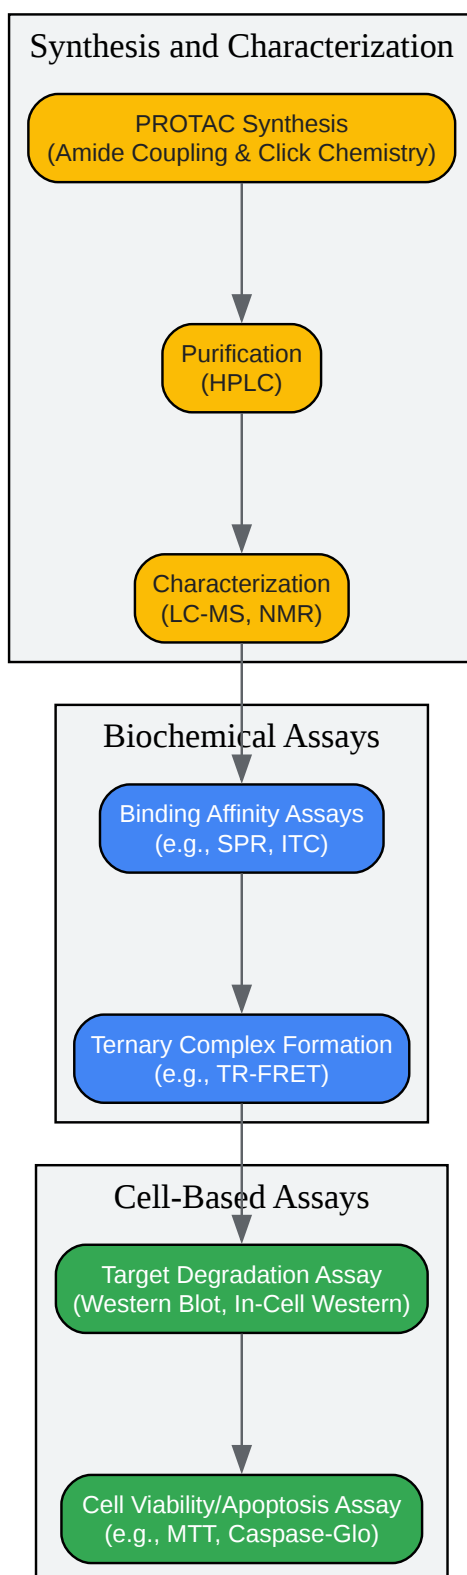 Synthesis and Characterization
PROTAC Synthesis
(Amide Coupling & Click Chemistry)
Purification
(HPLC)
Characterization
(LC-MS, NMR)
Biochemical Assays
Binding Affinity Assays
(e.g., SPR, ITC)
Ternary Complex Formation
(e.g., TR-FRET)
Cell-Based Assays
Target Degradation Assay
(Western Blot, In-Cell Western)
Cell Viability/Apoptosis Assay
(e.g., MTT, Caspase-Glo)